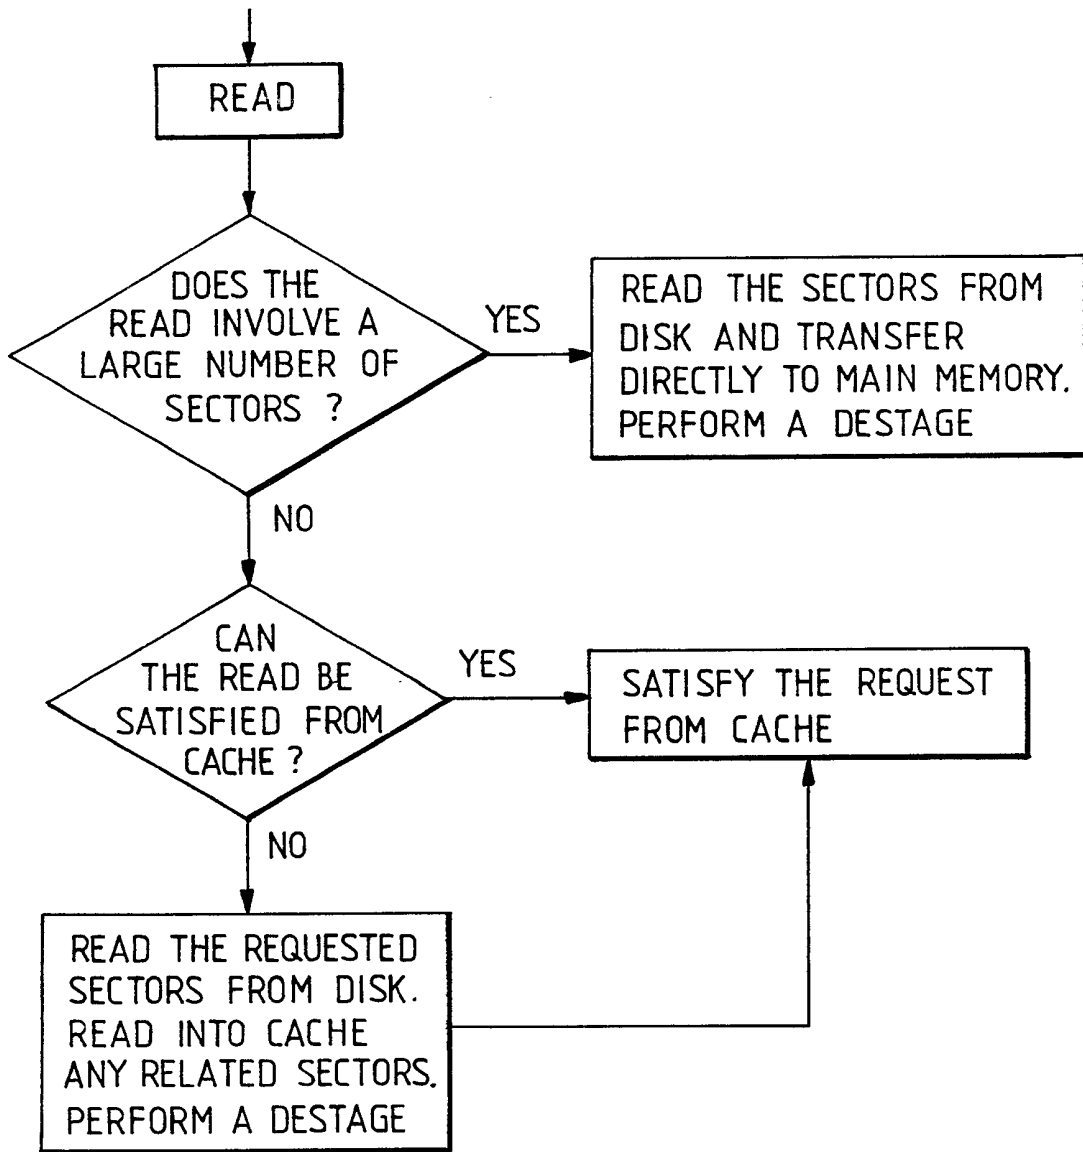 READ
DOES THE
READ INVOLVE A
LARGE NUMBER OF
SECTORS ?
YES
READ THE SECTORS FROM
DISK AND TRANSFER
DIRECTLY TO MAIN MEMORY.
PERFORM A DESTAGE
NO
CAN
THE READ BE
SATISFIED FROM
CACHE ?
YES
SATISFY THE REQUEST
FROM CACHE
NO
READ THE REQUESTED
SECTORS FROM DISK.
READ INTO CACHE
ANY RELATED SECTORS.
PERFORM A DESTAGE